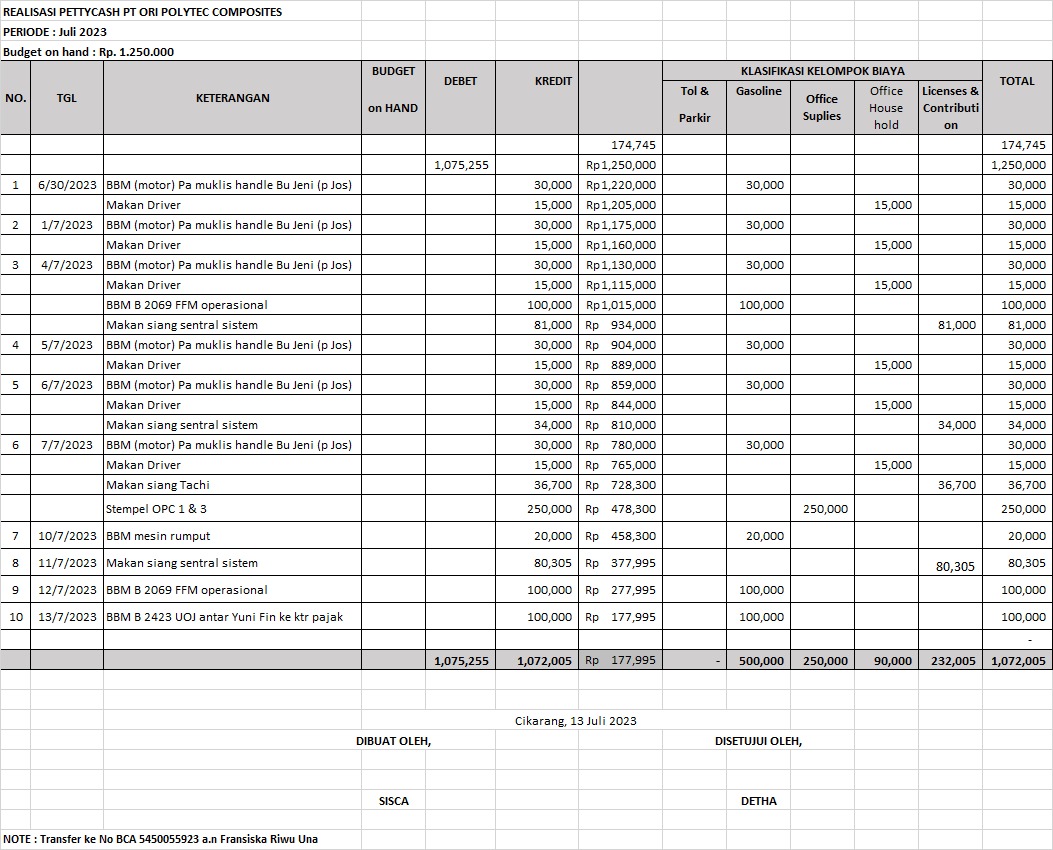 REALISASI PETTYCASH PT ORI POLYTEC COMPOSITES
PERIODE : Juli 2023
Budget on hand : Rp. 1.250.000
NO. TGL KETERANGAN BUDGET on HAND DEBET KREDIT KLASIFIKASI KELOMPOK BIAYA TOTAL
Tol & Parkir Gasoline Office Suplies Office House hold Licenses & Contributi on
174,745 174,745
1,075,255 Rp1,250,000 1,250,000
1 6/30/2023 BBM (motor) Pa muklis handle Bu Jeni (p Jos) 30,000 Rp1,220,000 30,000 30,000
Makan Driver 15,000 Rp1,205,000 15,000 15,000
2 1/7/2023 BBM (motor) Pa muklis handle Bu Jeni (p Jos) 30,000 Rp1,175,000 30,000 30,000
Makan Driver 15,000 Rp1,160,000 15,000 15,000
3 4/7/2023 BBM (motor) Pa muklis handle Bu Jeni (p Jos) 30,000 Rp1,130,000 30,000 30,000
Makan Driver 15,000 Rp1,115,000 15,000 15,000
BBM B 2069 FFM operasional 100,000 Rp1,015,000 100,000 100,000
Makan siang sentral sistem 81,000 Rp 934,000 81,000 81,000
4 5/7/2023 BBM (motor) Pa muklis handle Bu Jeni (p Jos) 30,000 Rp 904,000 30,000 30,000
Makan Driver 15,000 Rp 889,000 15,000 15,000
5 6/7/2023 BBM (motor) Pa muklis handle Bu Jeni (p Jos) 30,000 Rp 859,000 30,000 30,000
Makan Driver 15,000 Rp 844,000 15,000 15,000
Makan siang sentral sistem 34,000 Rp 810,000 34,000 34,000
6 7/7/2023 BBM (motor) Pa muklis handle Bu Jeni (p Jos) 30,000 Rp 780,000 30,000 30,000
Makan Driver 15,000 Rp 765,000 15,000 15,000
Makan siang Tachi 36,700 Rp 728,300 36,700 36,700
Stempel OPC 1 & 3 250,000 Rp 478,300 250,000 250,000
7 10/7/2023 BBM mesin rumput 20,000 Rp 458,300 20,000 20,000
8 11/7/2023 Makan siang sentral sistem 80,305 Rp 377,995 80,305 80,305
9 12/7/2023 BBM B 2069 FFM operasional 100,000 Rp 277,995 100,000 100,000
10 13/7/2023 BBM B 2423 UOJ antar Yuni Fin ke ktr pajak 100,000 Rp 177,995 100,000 100,000
-
1,075,255 1,072,005 Rp 177,995 - 500,000 250,000 90,000 232,005 1,072,005
Cikarang, 13 Juli 2023
DIBUAT OLEH, DISETUJUI OLEH,
SISCA DETHA
NOTE : Transfer ke No BCA 5450055923 a.n Fransiska Riwu Una